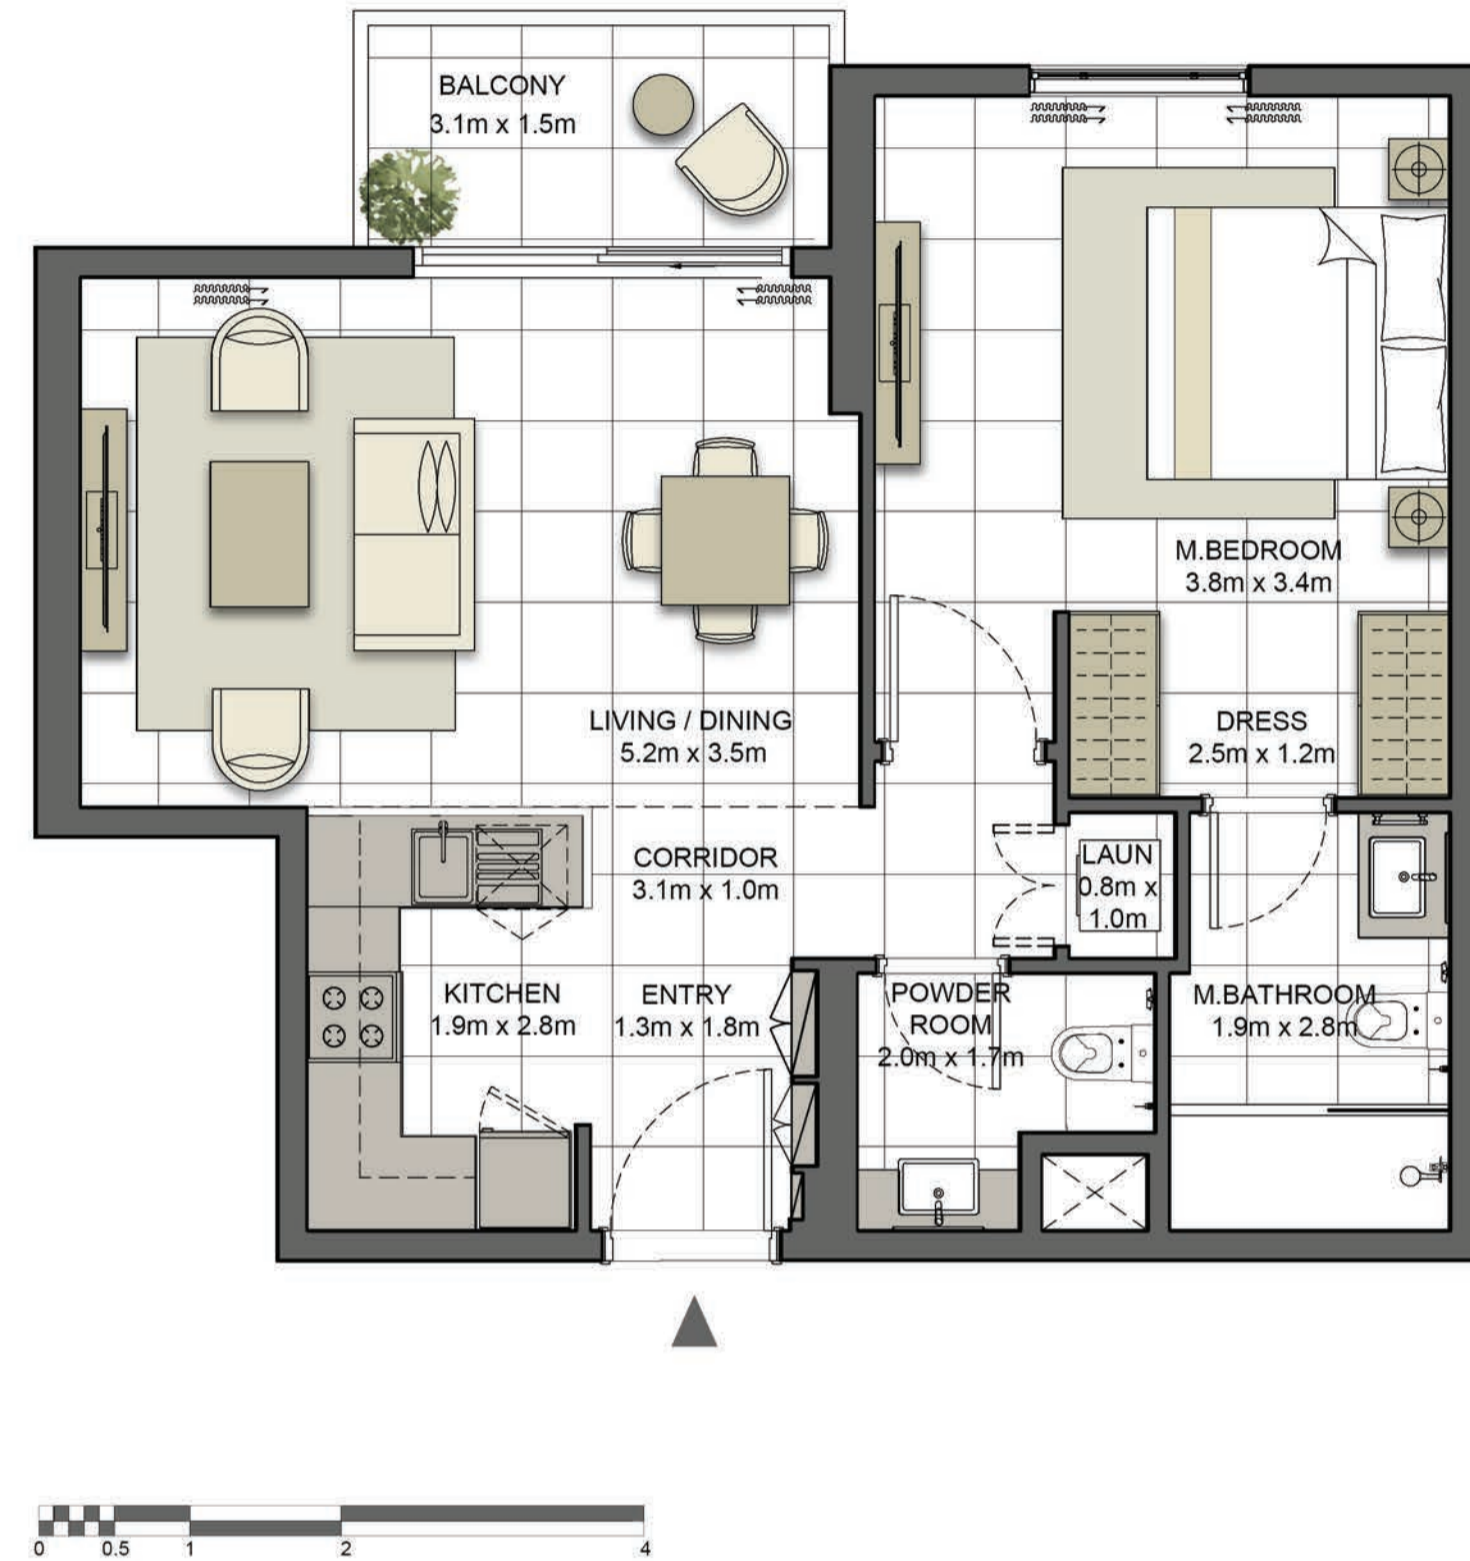 BALCONY
3.1m x 1.5m
M.BEDROOM
3.8m x 3.4m
LIVING / DINING
5.2m x 3.5m
DRESS
2.5m x 1.2m
CORRIDOR
3.1m x 1.0m
LAUN
0.8m x
1.0m
KITCHEN
1.9m x 2.8m
ENTRY
1.3m x 1.8m
POWDER
ROOM
2.0m x 1.7m
M.BATHROOM
1.9m x 2.8m
0 0.5 1 2 4